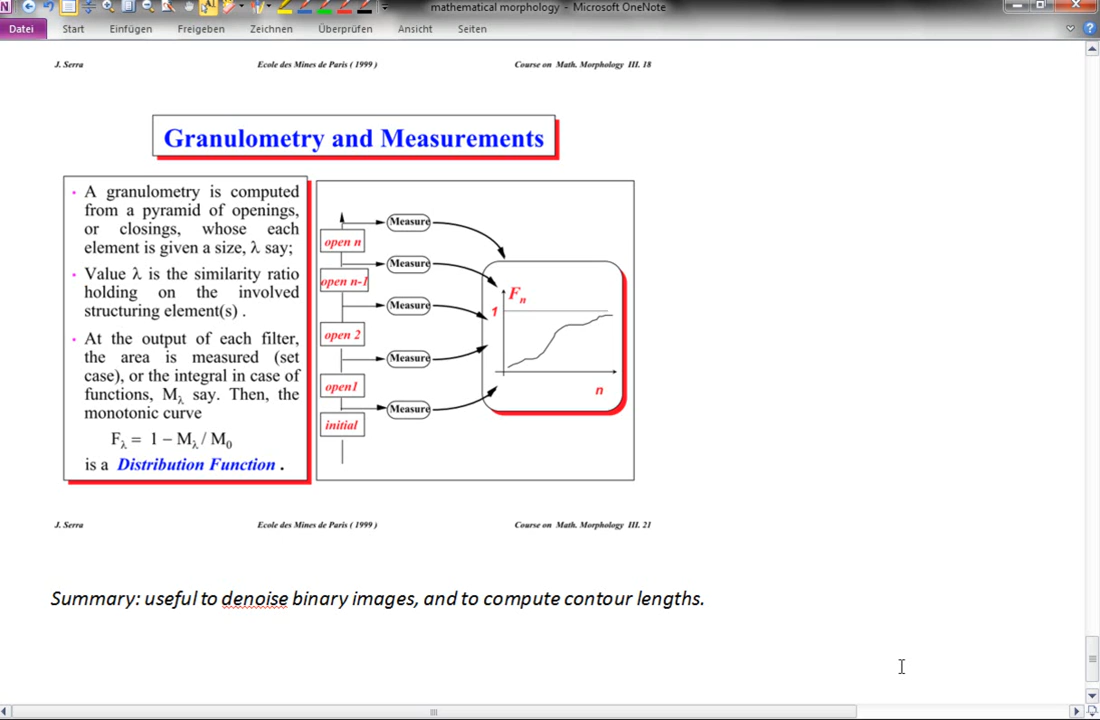 mathematical morphology - Microsoft OneNote
Datei Start Einfügen Freigeben Zeichnen Überprüfen Ansicht Seiten
J. Serra Ecole des Mines de Paris ( 1999 ) Course on Math. Morphology III. 18
Granulometry and Measurements
• A granulometry is computed
from a pyramid of openings,
or closings, whose each
element is given a size, λ say;
• Value λ is the similarity ratio
holding on the involved
structuring element(s) .
• At the output of each filter,
the area is measured (set
case), or the integral in case of
functions, Mλ say. Then, the
monotonic curve
Fλ = 1 − Mλ / M0
is a Distribution Function .
Measure
open n
Measure
open n-1
Measure
open 2
Measure
open1
Measure
initial
Fn
1
n
J. Serra Ecole des Mines de Paris ( 1999 ) Course on Math. Morphology III. 21
Summary: useful to denoise binary images, and to compute contour lengths.